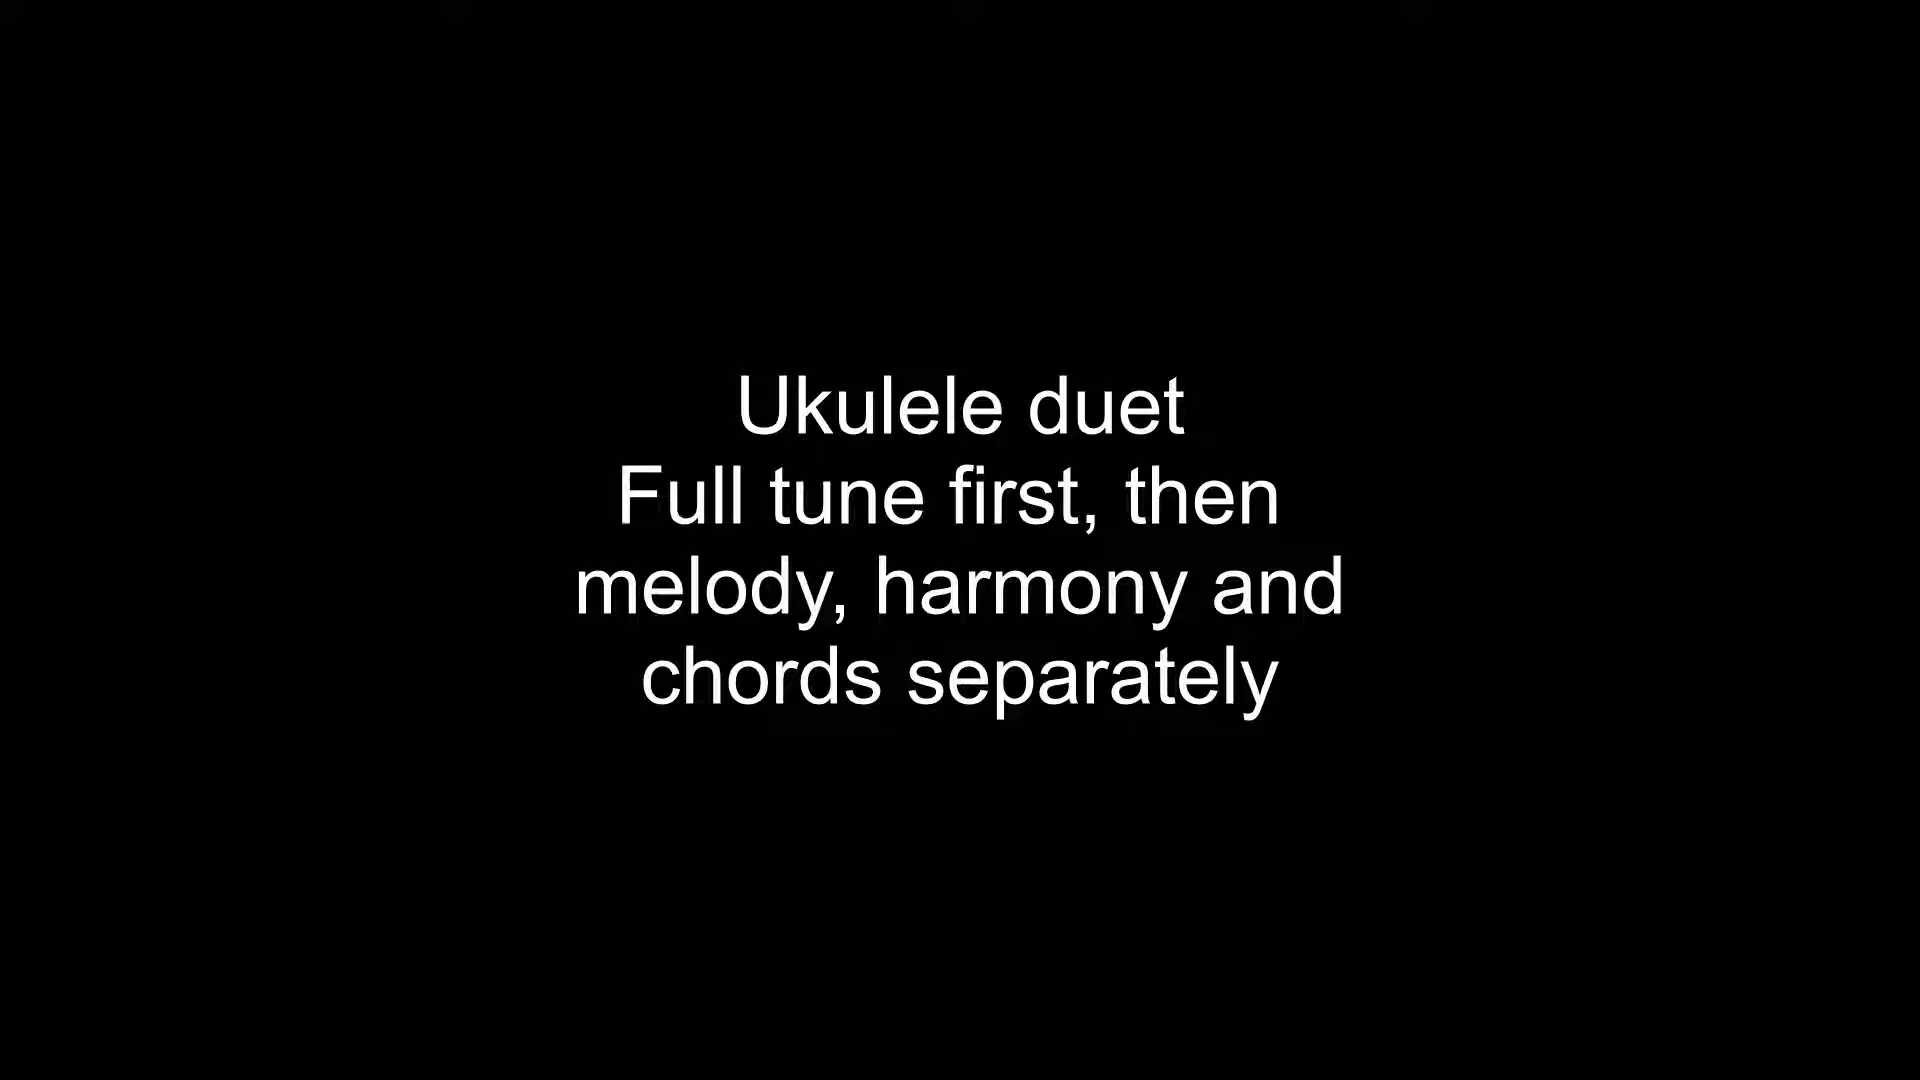 Ukulele duet
Full tune first, then
melody, harmony and
chords separately